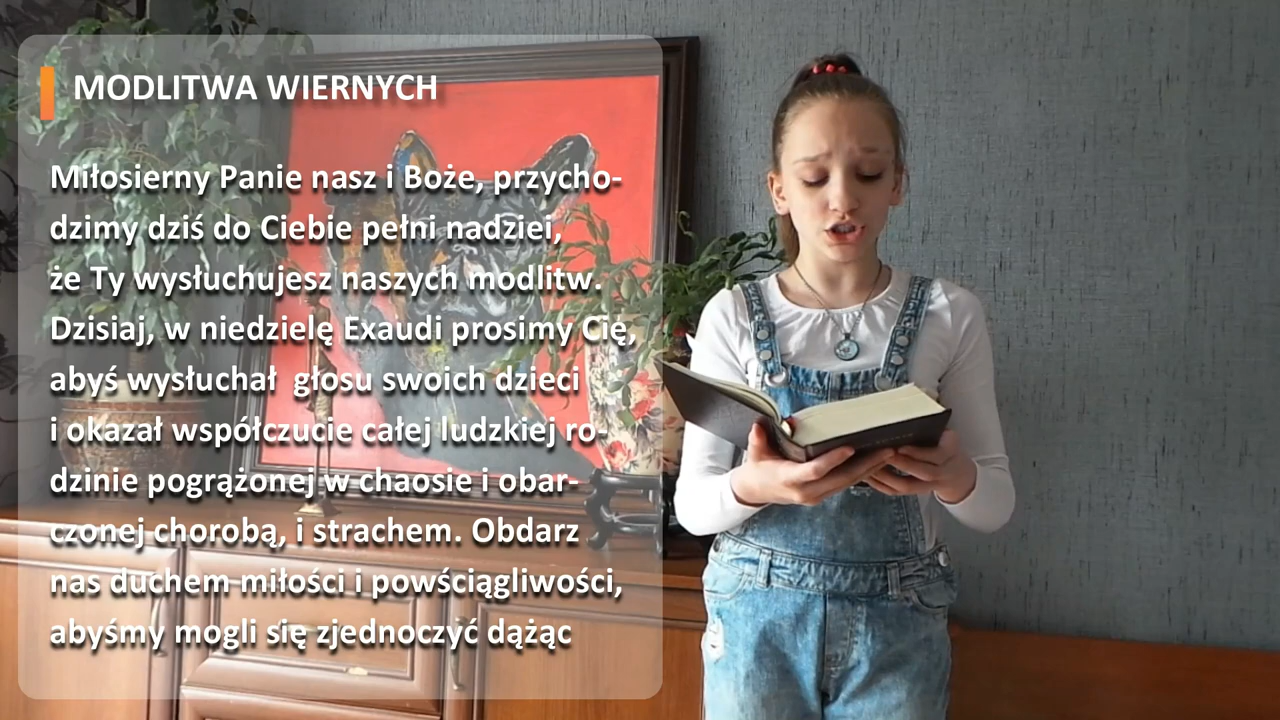 MODLITWA WIERNYCH
Miłosierny Panie nasz i Boże, przycho-
dzimy dziś do Ciebie pełni nadziei,
że Ty wysłuchujesz naszych modlitw.
Dzisiaj, w niedzielę Exaudi prosimy Cię,
abyś wysłuchał  głosu swoich dzieci
i okazał współczucie całej ludzkiej ro-
dzinie pogrążonej w chaosie i obar-
czonej chorobą, i strachem. Obdarz
nas duchem miłości i powściągliwości,
abyśmy mogli się zjednoczyć dążąc